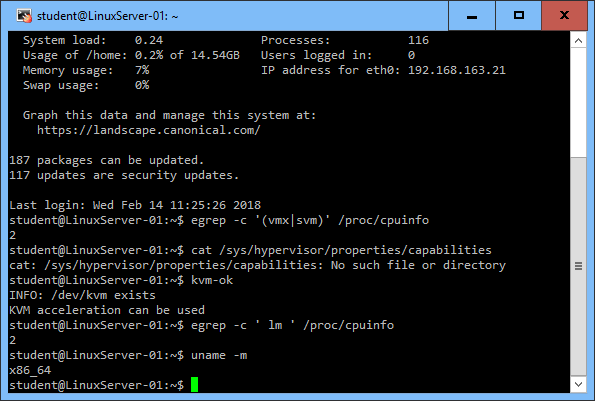 student@LinuxServer-01: ~
System load:    0.24              Processes:           116
Usage of /home: 0.2% of 14.54GB   Users logged in:     0
Memory usage:   7%                IP address for eth0: 192.168.163.21
Swap usage:     0%
Graph this data and manage this system at:
https://landscape.canonical.com/
187 packages can be updated.
117 updates are security updates.
Last login: Wed Feb 14 11:25:26 2018
student@LinuxServer-01:~$ egrep -c '(vmx|svm)' /proc/cpuinfo
2
student@LinuxServer-01:~$ cat /sys/hypervisor/properties/capabilities
cat: /sys/hypervisor/properties/capabilities: No such file or directory
student@LinuxServer-01:~$ kvm-ok
INFO: /dev/kvm exists
KVM acceleration can be used
student@LinuxServer-01:~$ egrep -c ' lm ' /proc/cpuinfo
2
student@LinuxServer-01:~$ uname -m
x86_64
student@LinuxServer-01:~$